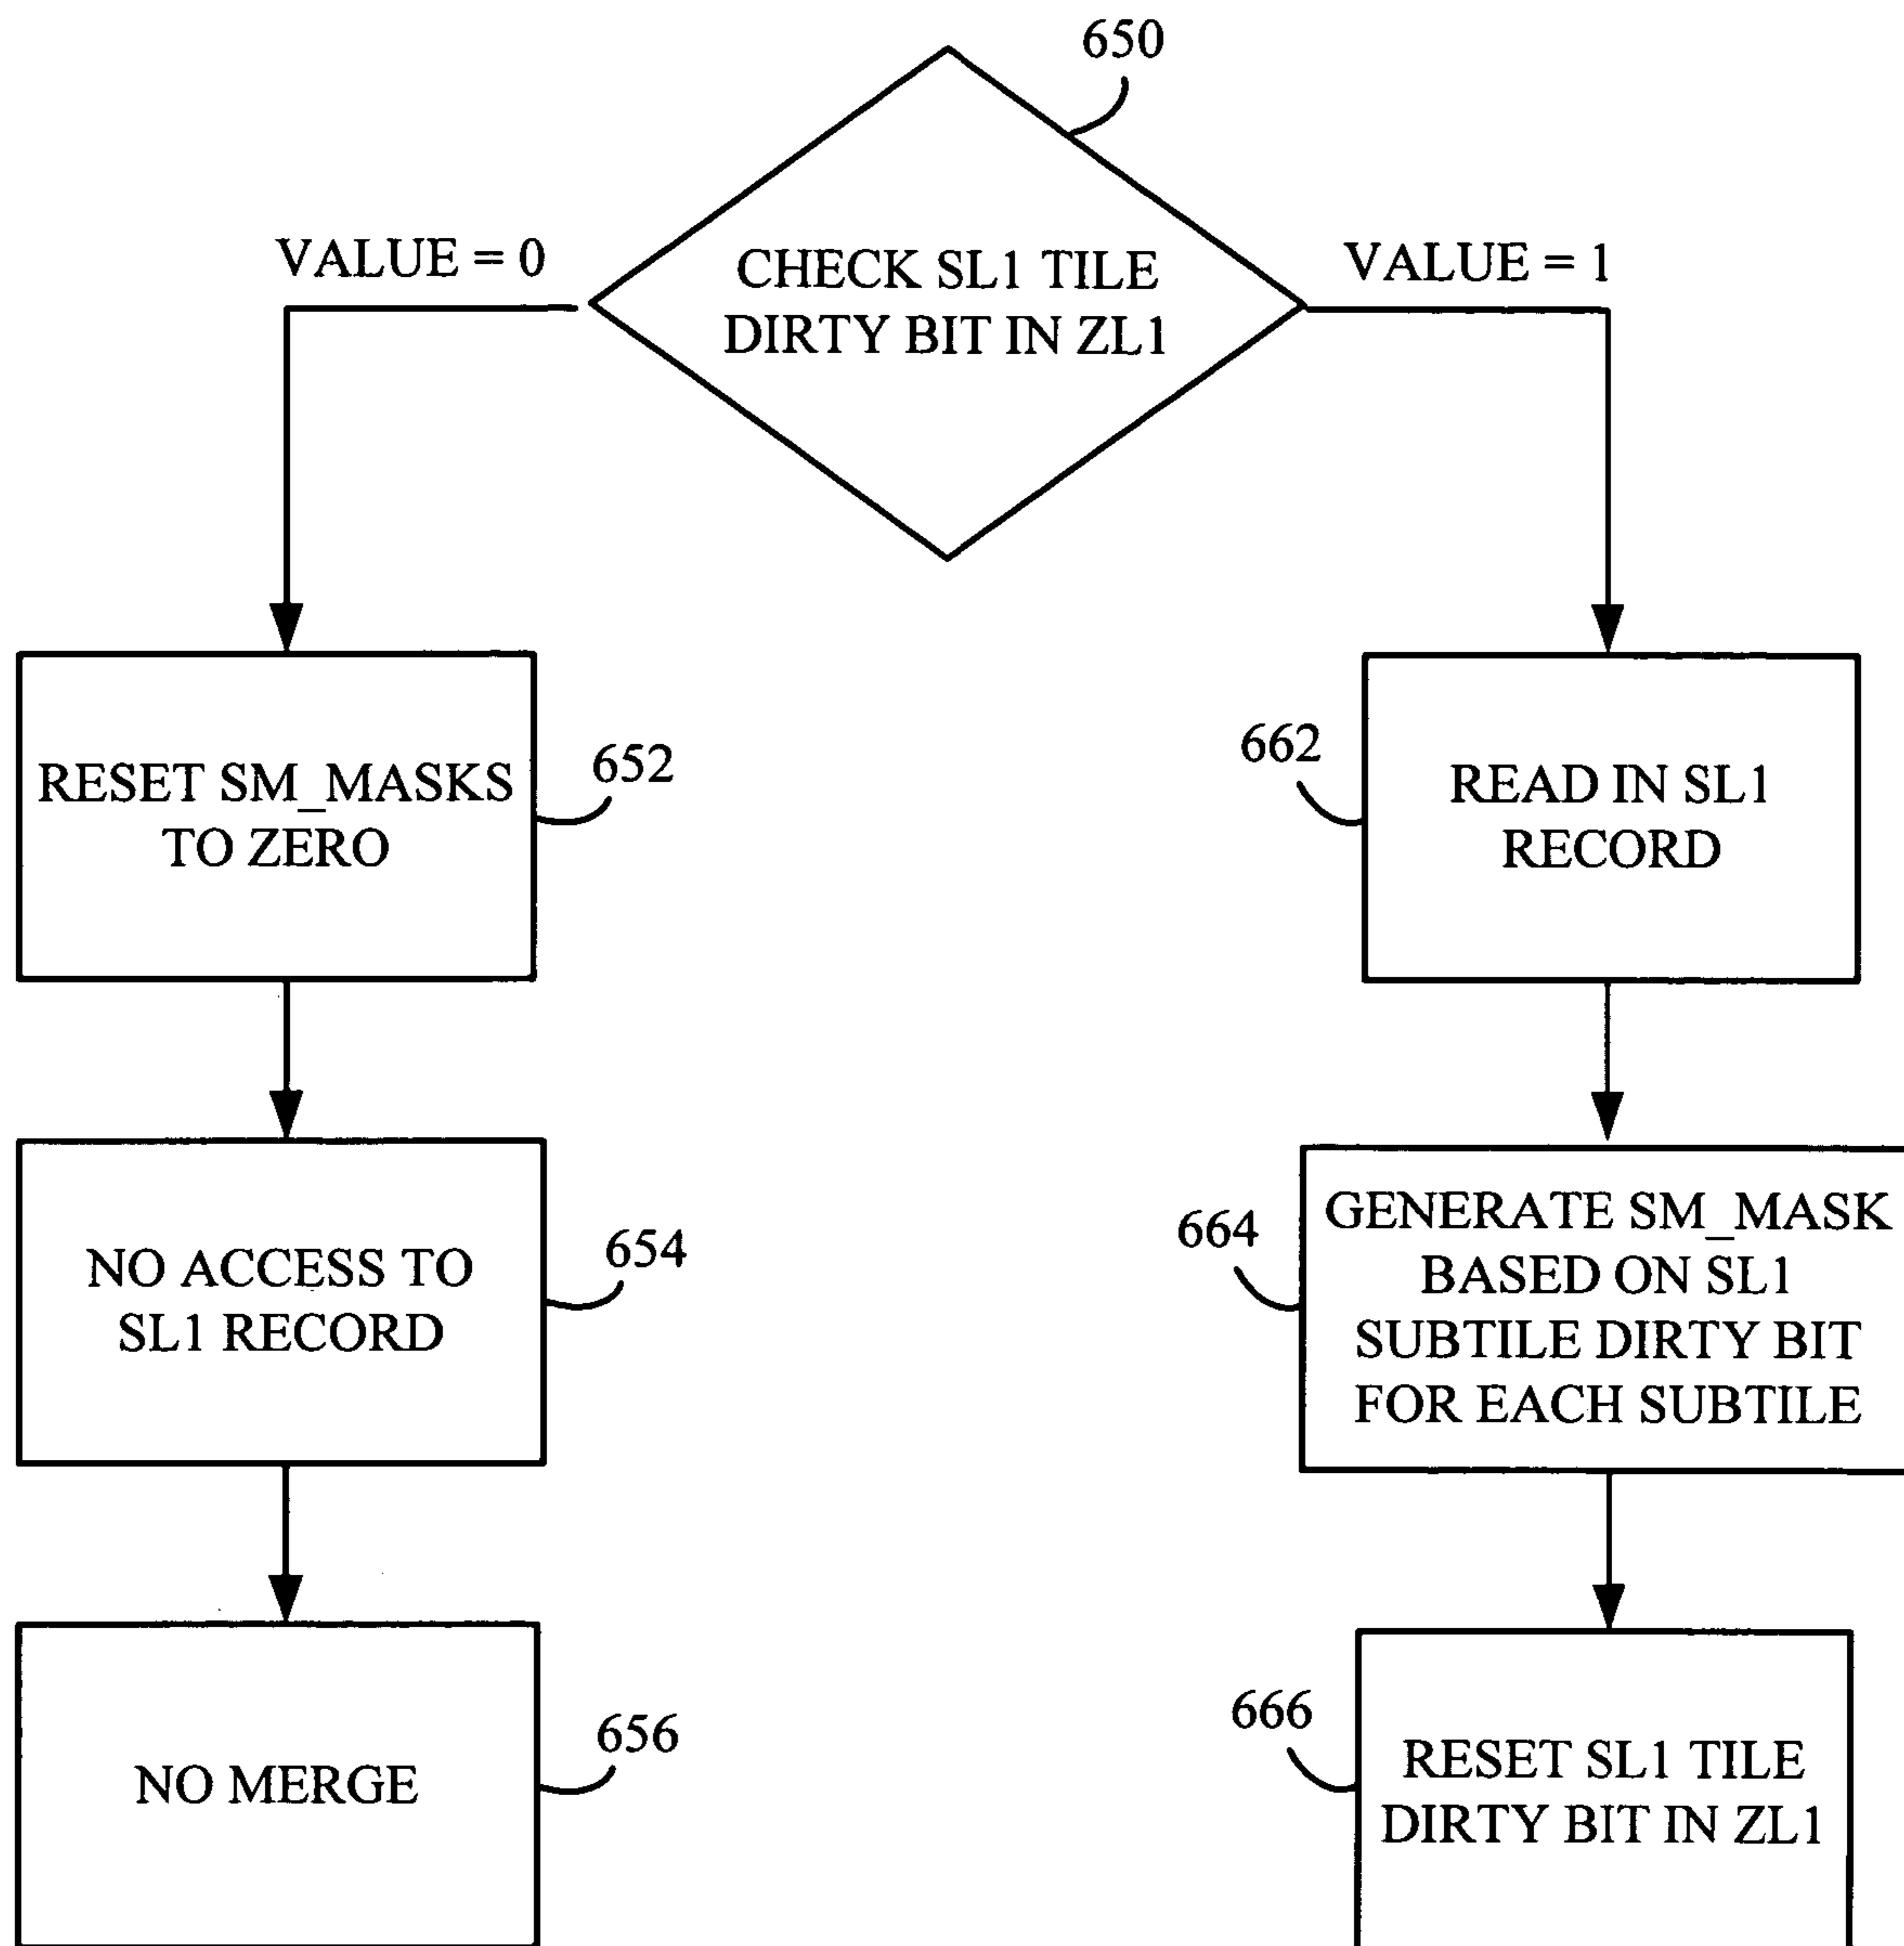 650
VALUE = 0
CHECK SL1 TILE
DIRTY BIT IN ZL1
VALUE = 1
RESET SM_MASKS
TO ZERO
652
662
READ IN SL1
RECORD
NO ACCESS TO
SL1 RECORD
654
664
GENERATE SM_MASK
BASED ON SL1
SUBTILE DIRTY BIT
FOR EACH SUBTILE
NO MERGE
656
666
RESET SL1 TILE
DIRTY BIT IN ZL1